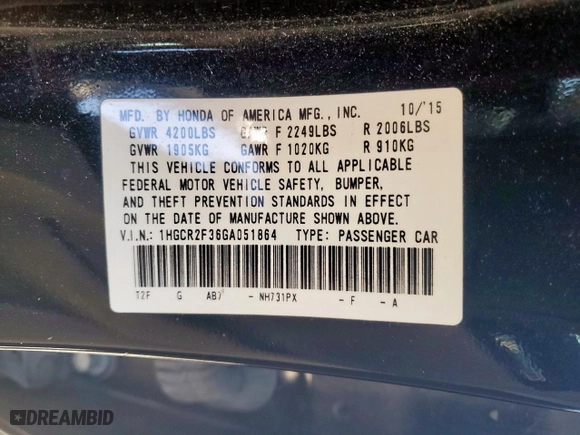 MFD. BY HONDA OF AMERICA MFG., INC. 10/'15
GVWR 4200LBS GAWR F 2249LBS R 2006LBS
GVWR 1905KG GAWR F 1020KG R 910KG
THIS VEHICLE CONFORMS TO ALL APPLICABLE
FEDERAL MOTOR VEHICLE SAFETY, BUMPER,
AND THEFT PREVENTION STANDARDS IN EFFECT
ON THE DATE OF MANUFACTURE SHOWN ABOVE.
V.I.N.: 1HGCR2F36GA051864 TYPE: PASSENGER CAR
T2F G AB7 - NH731PX - F - A
DREAMBID